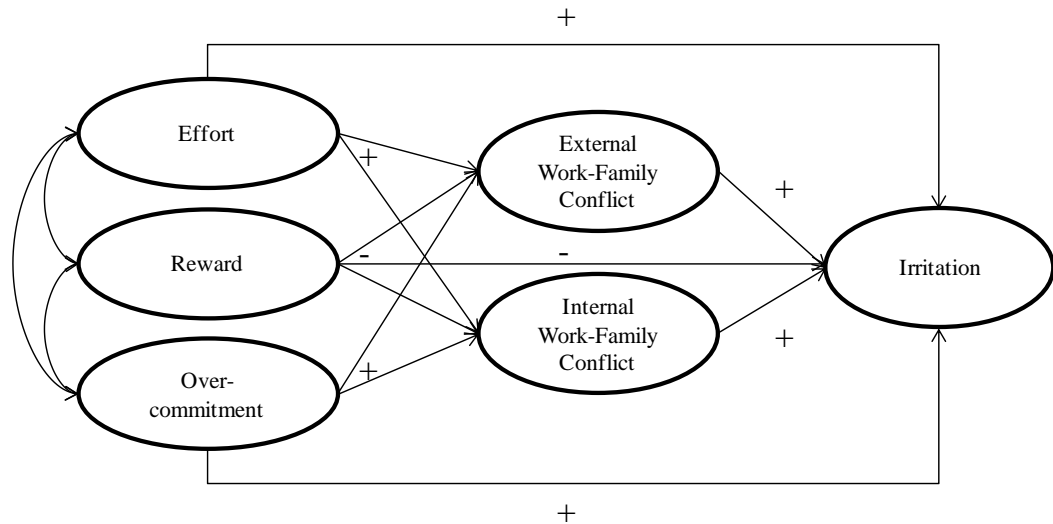 +
Effort
External
Work-Family
Conflict
+
+
Reward
-
-
Irritation
Internal
Work-Family
Conflict
+
+
Over-
commitment
+